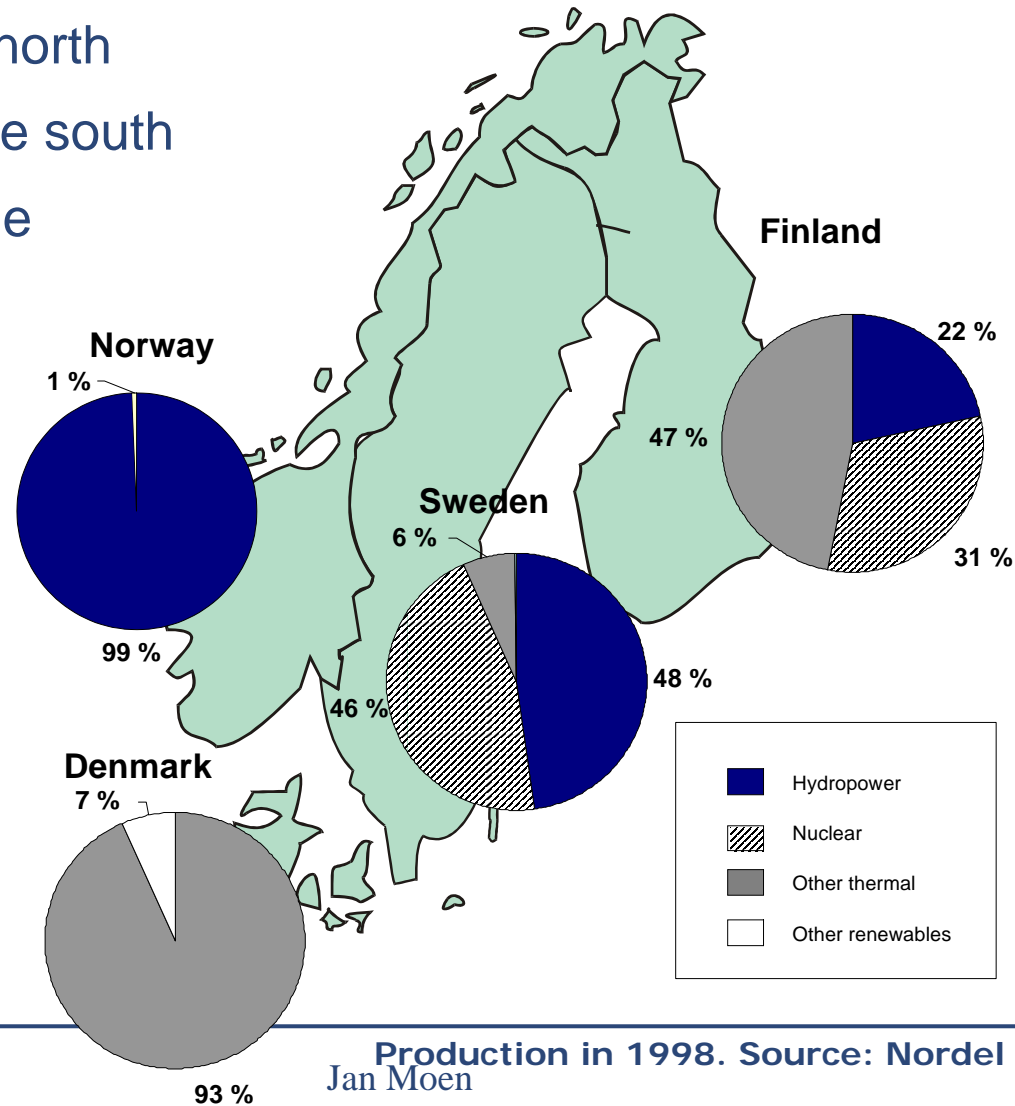 north
e south
e
Finland
22 %
47 %
31 %
Norway
1 %
99 %
Sweden
6 %
46 %
48 %
Denmark
7 %
93 %
Hydropower
Nuclear
Other thermal
Other renewables
Production in 1998. Source: Nordel
Jan Moen